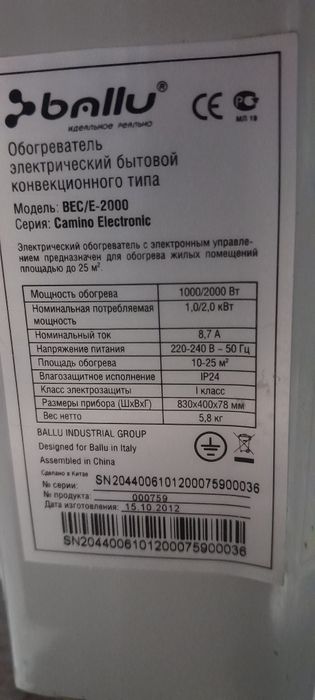 ballu®
идеальное реально
CE РС
МП 18
Обогреватель
электрический бытовой
конвекционного типа
Модель: BEC/E-2000
Серия: Camino Electronic
Электрический обогреватель с электронным управле-
нием предназначен для обогрева жилых помещений
площадью до 25 м².
Мощность обогрева 1000/2000 Вт
Номинальная потребляемая мощность 1,0/2,0 кВт
Номинальный ток 8,7 А
Напряжение питания 220-240 В – 50 Гц
Площадь обогрева 10-25 м²
Влагозащитное исполнение IP24
Класс электрозащиты I класс
Размеры прибора (ШхВхГ) 830x400x78 мм
Вес нетто 5,8 кг
BALLU INDUSTRIAL GROUP
Designed for Ballu in Italy
Assembled in China
Сделано в Китае
№ серии: SN2044006101200075900036
№ продукта: 000759
Дата изготовления: 15.10.2012
SN2044006101200075900036